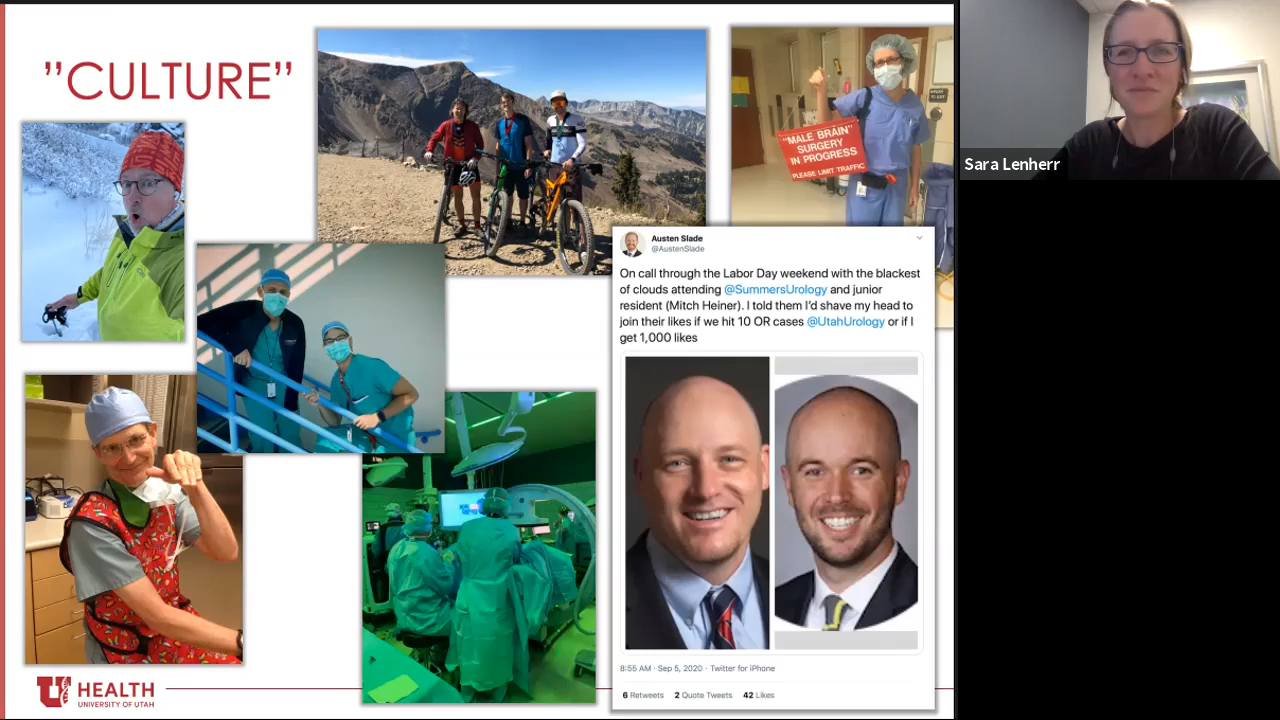 "CULTURE"
"MALE BRAIN"
SURGERY
IN PROGRESS
PLEASE LIMIT TRAFFIC
Sara Lenherr
Austen Slade
@AustenSlade
On call through the Labor Day weekend with the blackest
of clouds attending @SummersUrology and junior
resident (Mitch Heiner). I told them I'd shave my head to
join their likes if we hit 10 OR cases @UtahUrology or if I
get 1,000 likes
8:55 AM · Sep 5, 2020 · Twitter for iPhone
6 Retweets 2 Quote Tweets 42 Likes
U HEALTH
UNIVERSITY OF UTAH